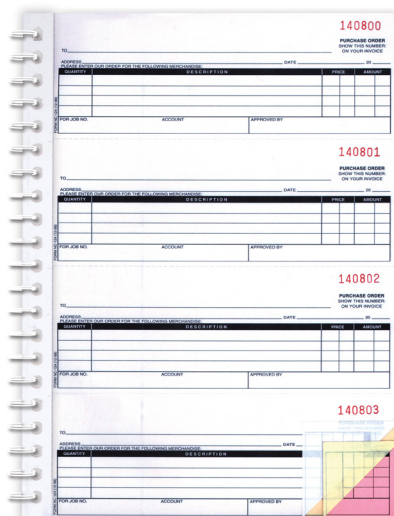 140800
PURCHASE ORDER
SHOW THIS NUMBER
ON YOUR INVOICE
TO
ADDRESS DATE 20
PLEASE ENTER OUR ORDER FOR THE FOLLOWING MERCHANDISE:
QUANTITY DESCRIPTION PRICE AMOUNT
FOR JOB NO. ACCOUNT APPROVED BY
140801
PURCHASE ORDER
SHOW THIS NUMBER
ON YOUR INVOICE
TO
ADDRESS DATE 20
PLEASE ENTER OUR ORDER FOR THE FOLLOWING MERCHANDISE:
QUANTITY DESCRIPTION PRICE AMOUNT
FOR JOB NO. ACCOUNT APPROVED BY
140802
PURCHASE ORDER
SHOW THIS NUMBER
ON YOUR INVOICE
TO
ADDRESS DATE 20
PLEASE ENTER OUR ORDER FOR THE FOLLOWING MERCHANDISE:
QUANTITY DESCRIPTION PRICE AMOUNT
FOR JOB NO. ACCOUNT APPROVED BY
140803
PURCHASE ORDER
TO
ADDRESS DATE
PLEASE ENTER OUR ORDER FOR THE FOLLOWING MERCHANDISE:
QUANTITY DESCRIPTION
FOR JOB NO. ACCOUNT APPROVED BY